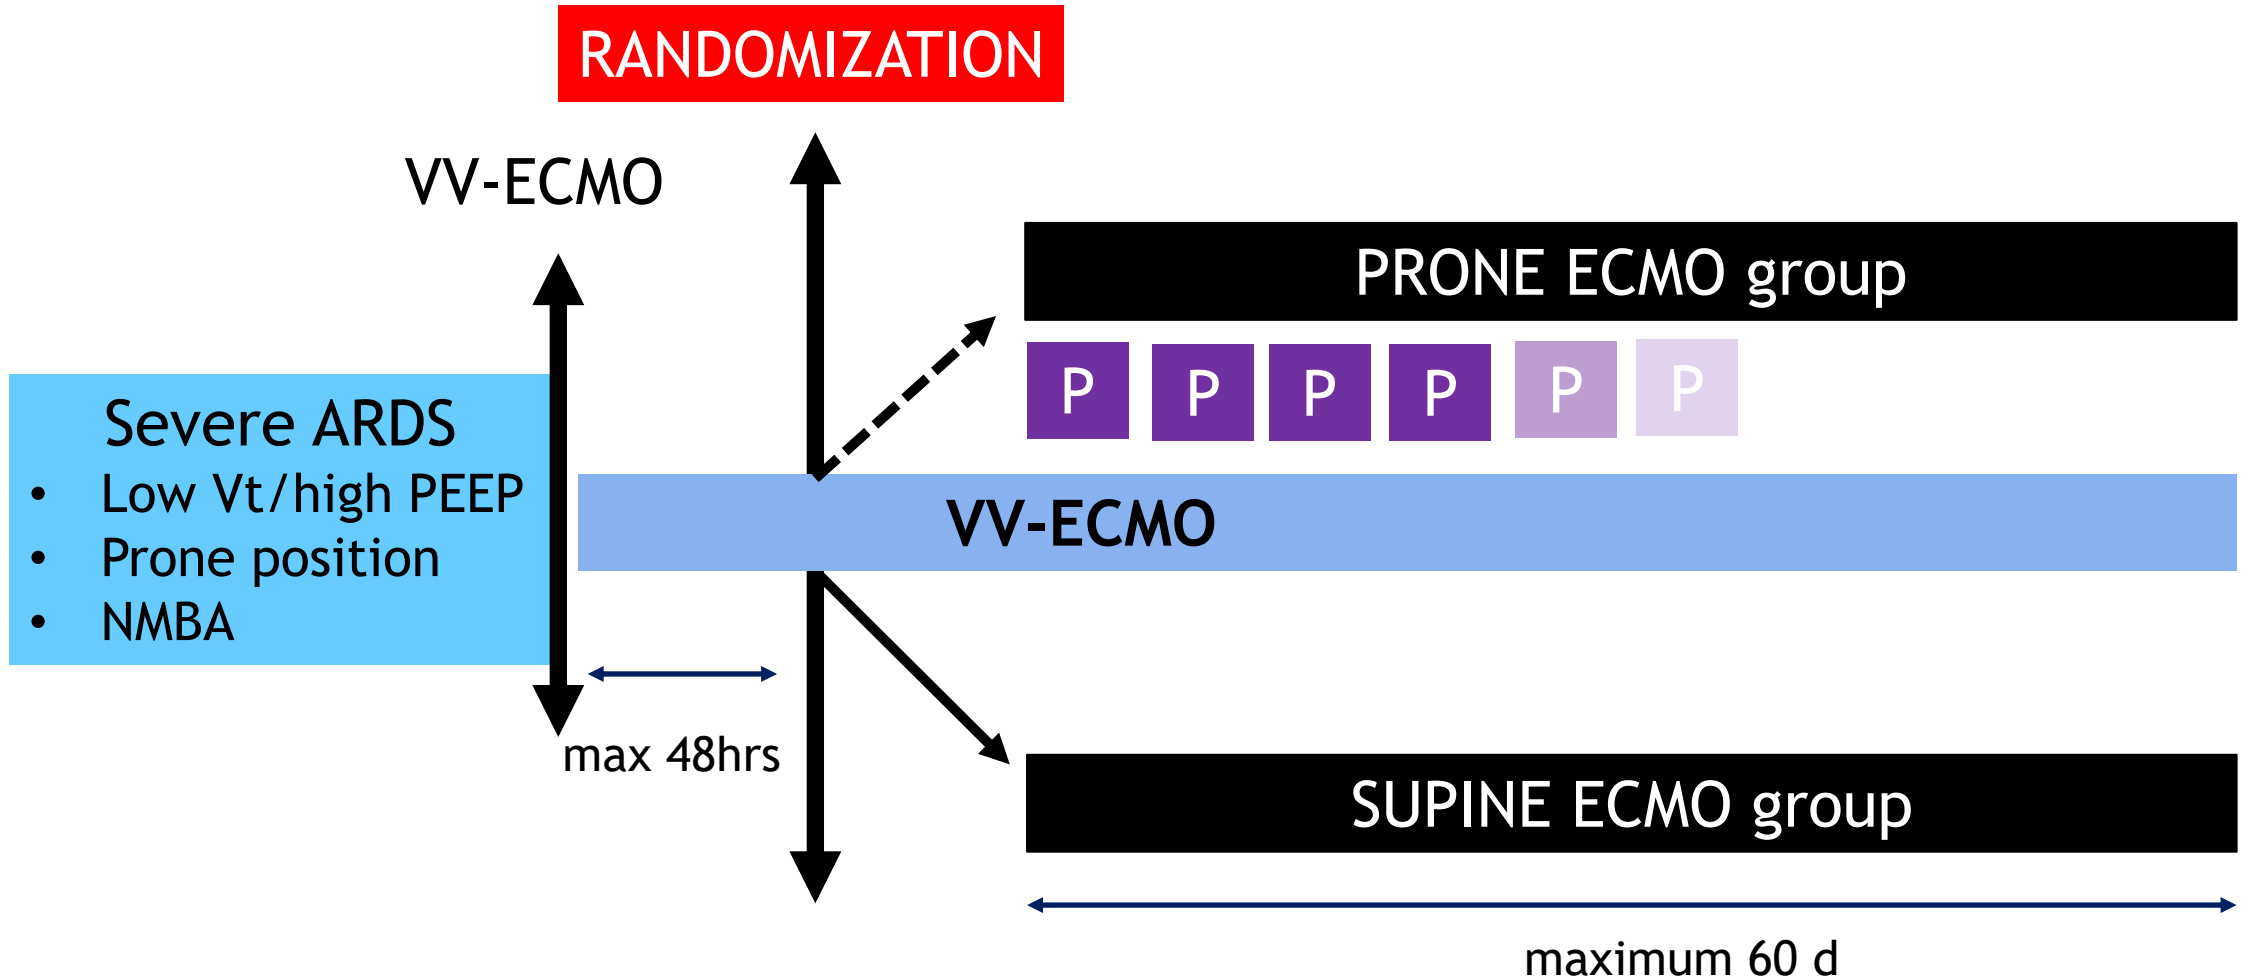 RANDOMIZATION
VV-ECMO
PRONE ECMO group
P P P P P P
Severe ARDS
• Low Vt/high PEEP
• Prone position
• NMBA
VV-ECMO
max 48hrs
SUPINE ECMO group
maximum 60 d